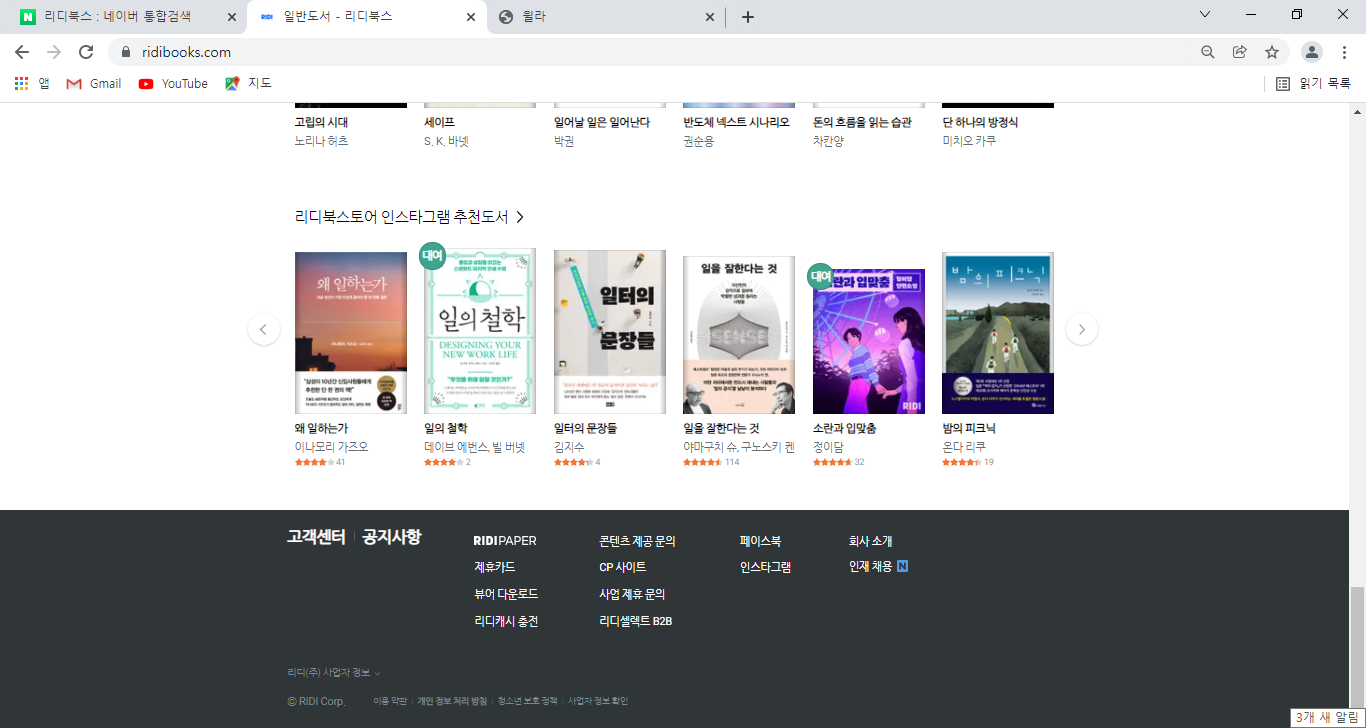 리디북스 : 네이버 통합검색
일반도서 - 리디북스
윌라
ridibooks.com
앱
Gmail
YouTube
지도
읽기 목록
고립의 시대
세이프
일어날 일은 일어난다
반도체 넥스트 시나리오
돈의 흐름을 읽는 습관
단 하나의 방정식
노리나 허츠
S. K. 바넷
박권
권순용
차칸양
미치오 카쿠
리디북스토어 인스타그램 추천도서
왜 일하는가
대여
일의 철학
DESIGNING YOUR
NEW WORK LIFE
"무엇을 위해 일할 것인가?"
일터의
문장들
일을 잘한다는 것
SENSE
대여
소란과 입맞춤
RIDI
밤의 피크닉
왜 일하는가
일의 철학
일터의 문장들
일을 잘한다는 것
소란과 입맞춤
밤의 피크닉
이나모리 가즈오
데이브 에번스, 빌 버넷
김지수
야마구치 슈, 구노스키 켄
정이담
온다 리쿠
41
2
4
114
32
19
고객센터
공지사항
RIDIPAPER
콘텐츠 제공 문의
페이스북
회사 소개
제휴카드
CP 사이트
인스타그램
인재 채용 N
뷰어 다운로드
사업 제휴 문의
리디캐시 충전
리디셀렉트 B2B
리디(주) 사업자 정보
© RIDI Corp.
이용 약관
개인 정보 처리 방침
청소년 보호 정책
사업자 정보 확인
3개 새 알림